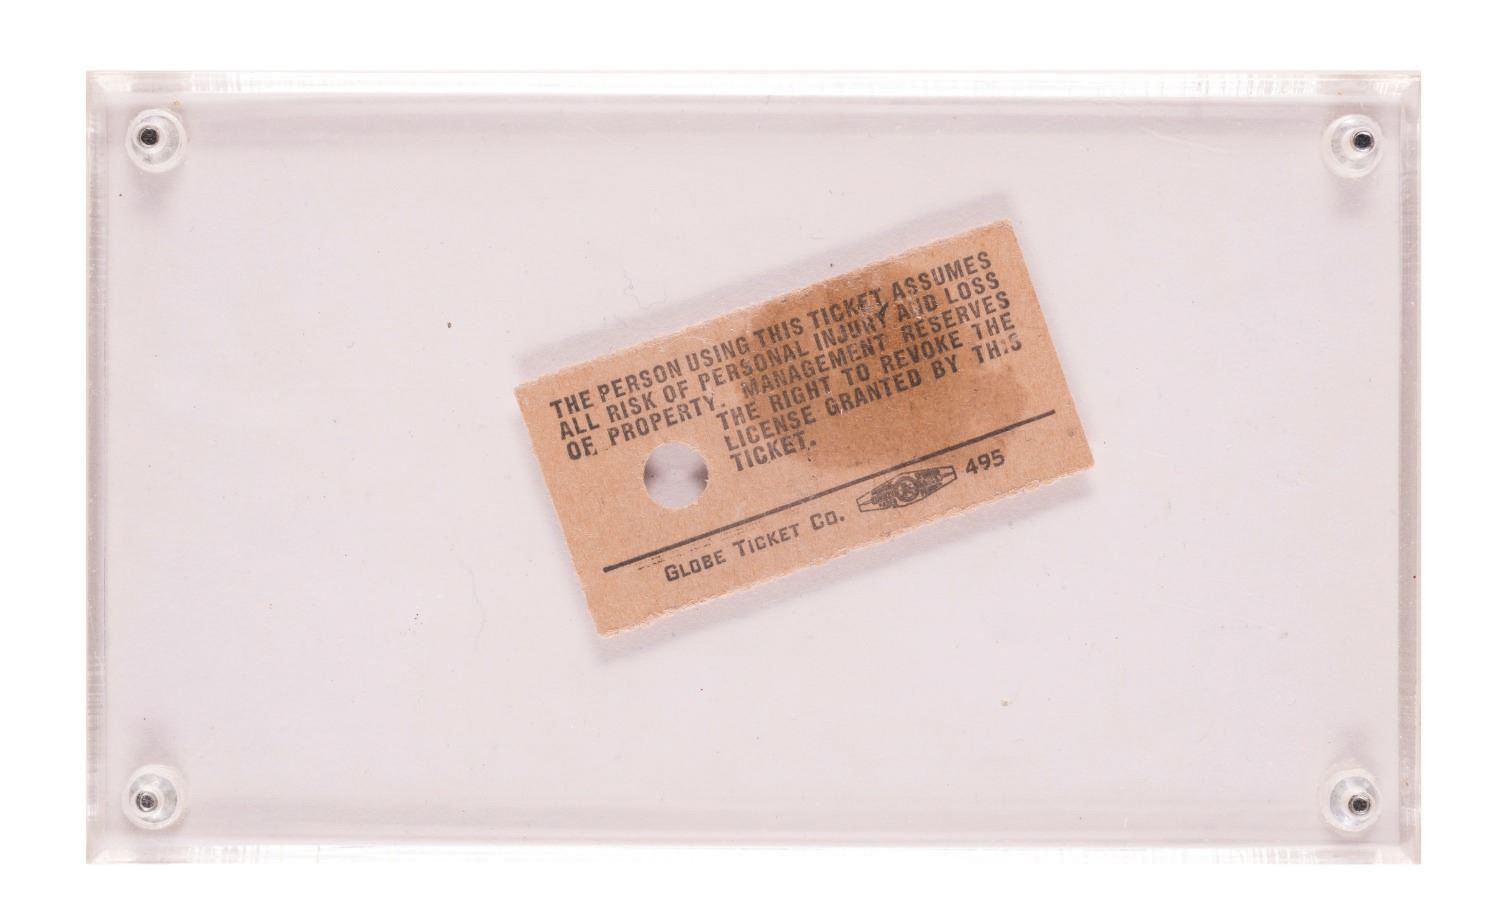 THE PERSON USING THIS TICKET ASSUMES
ALL RISK OF PERSONAL INJURY AND LOSS
OF PROPERTY. MANAGEMENT RESERVES
THE RIGHT TO REVOKE THE
LICENSE GRANTED BY THIS
TICKET.
GLOBE TICKET CO. 495